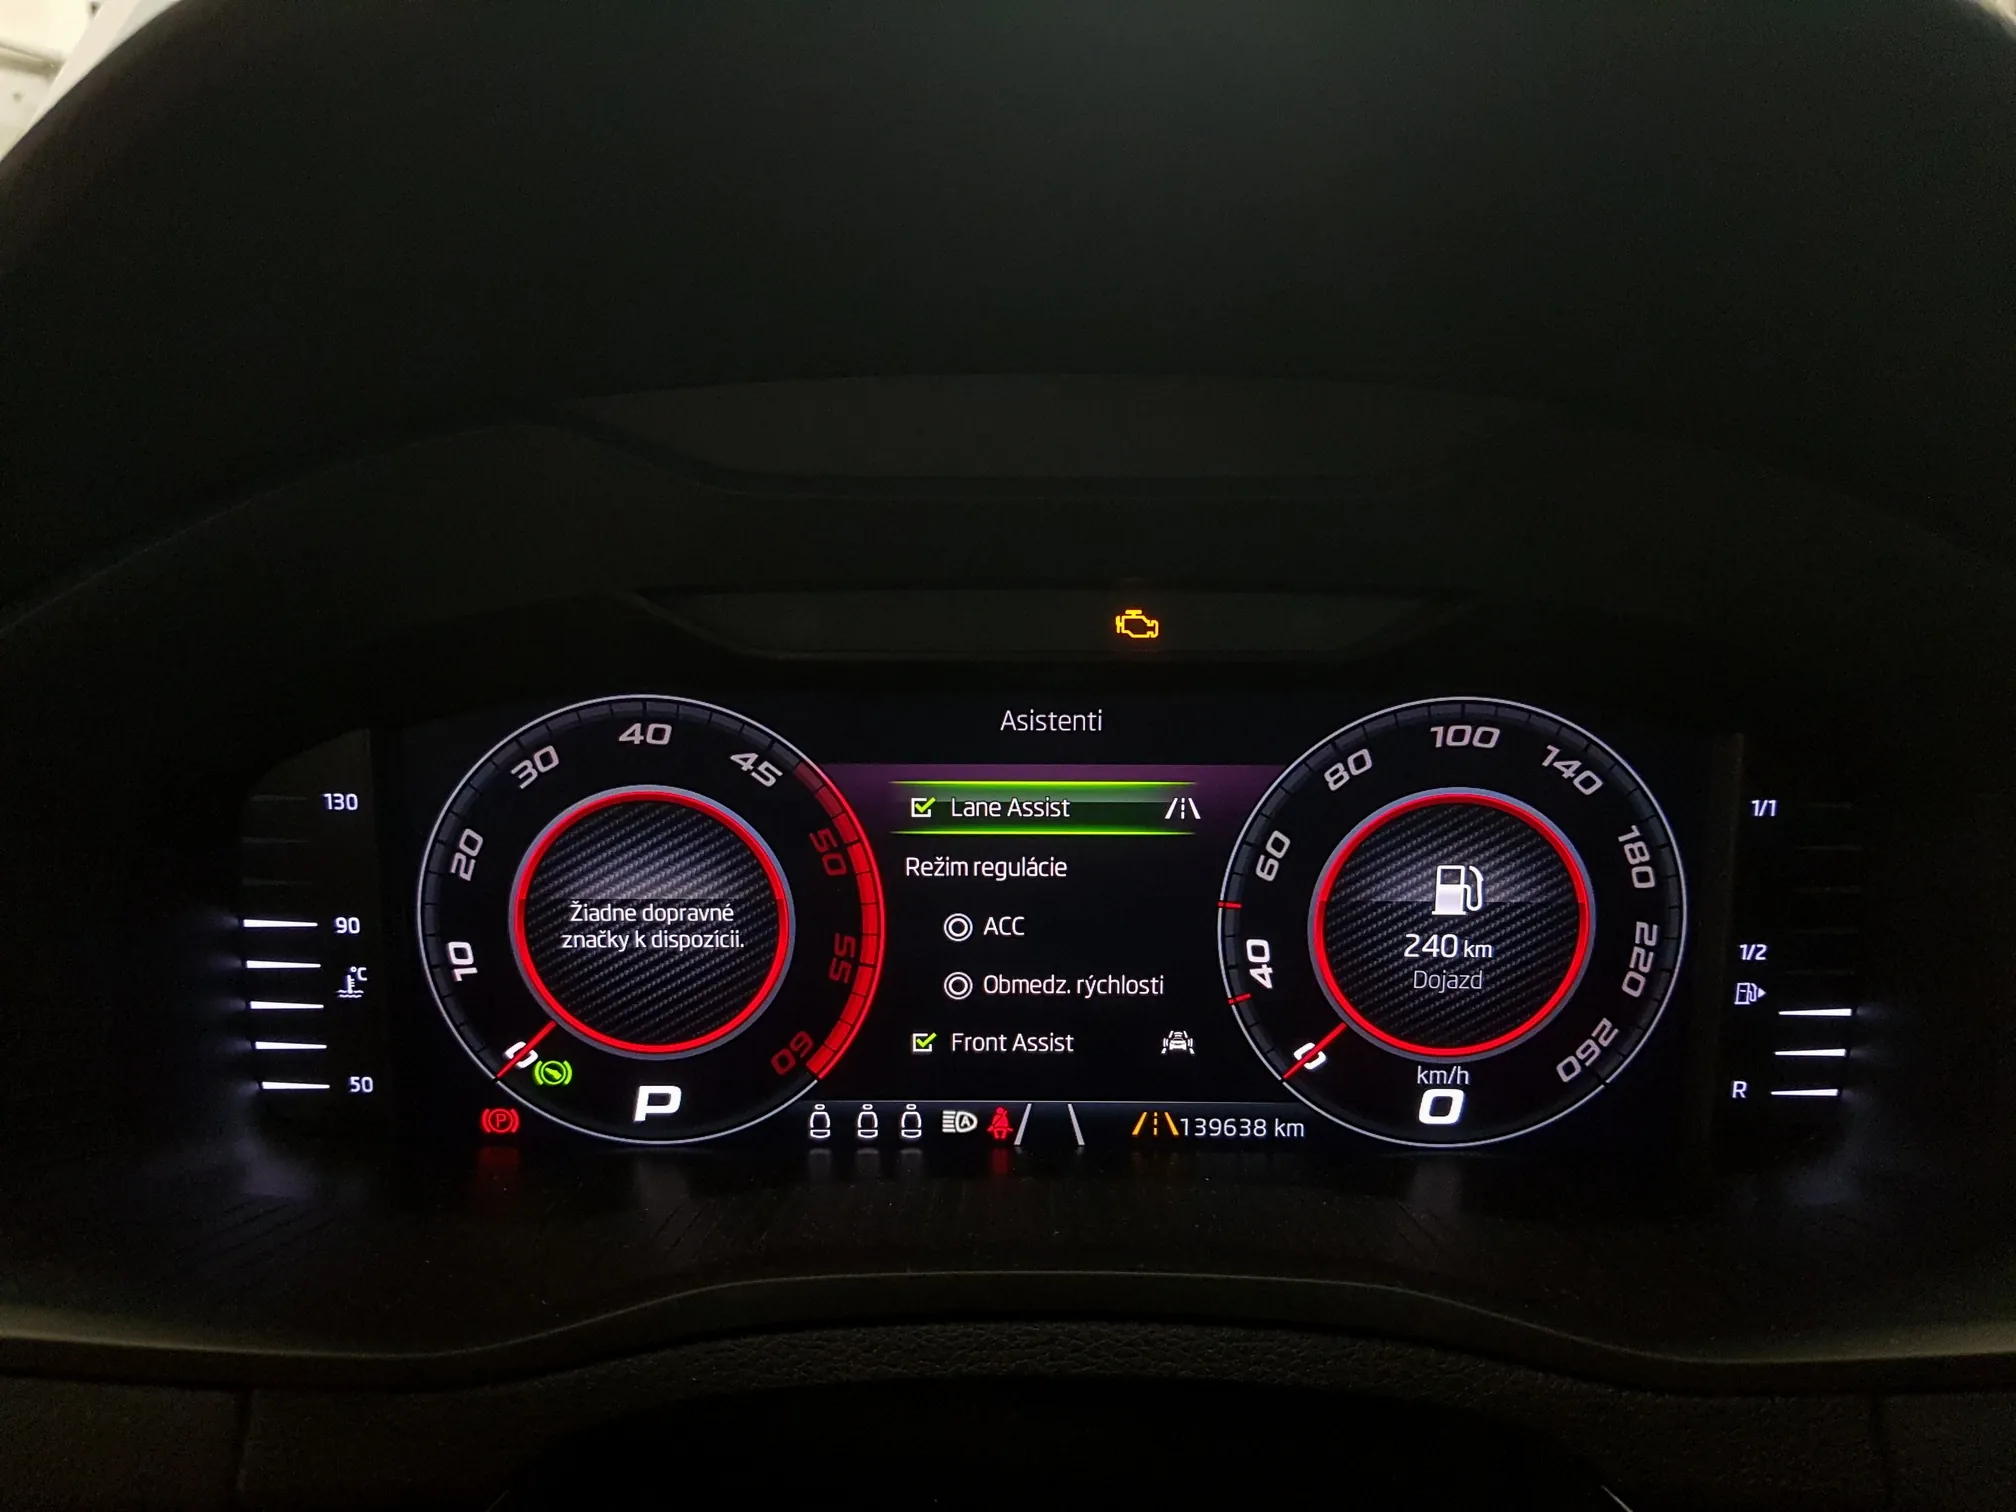 Asistenti
Lane Assist
Režim regulácie
ACC
Obmedz. rýchlosti
Front Assist
130
90
°C
50
0
10
20
30
40
45
50
55
60
Žiadne dopravné
značky k dispozícii.
P
(P)
A
139638 km
0
40
60
80
100
140
180
220
260
240 km
Dojazd
km/h
0
1/1
1/2
R